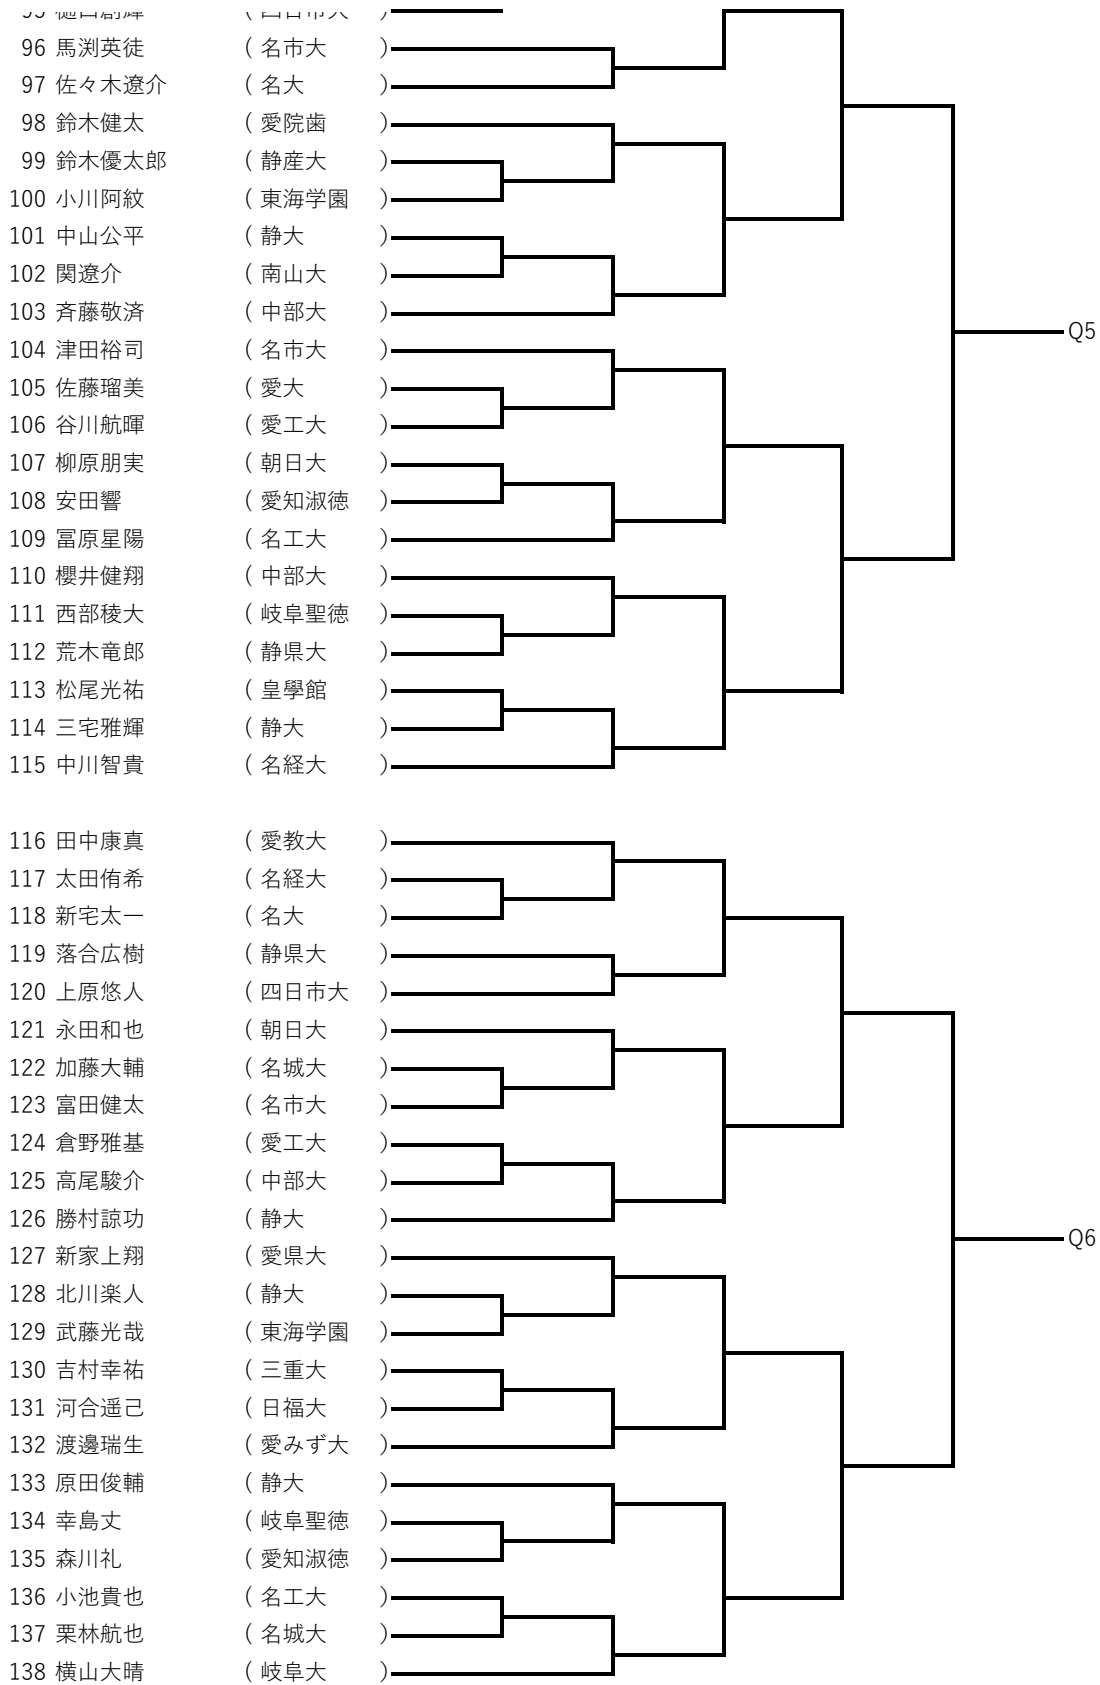 96 馬渕英徒 ( 名市大 )
97 佐々木遼介 ( 名大 )
98 鈴木健太 ( 愛院歯 )
99 鈴木優太郎 ( 静産大 )
100 小川阿紋 ( 東海学園 )
101 中山公平 ( 静大 )
102 関遼介 ( 南山大 )
103 斉藤敬済 ( 中部大 )
Q5
104 津田裕司 ( 名市大 )
105 佐藤瑠美 ( 愛大 )
106 谷川航暉 ( 愛工大 )
107 柳原朋実 ( 朝日大 )
108 安田響 ( 愛知淑徳 )
109 冨原星陽 ( 名工大 )
110 櫻井健翔 ( 中部大 )
111 西部稜大 ( 岐阜聖徳 )
112 荒木竜郎 ( 静県大 )
113 松尾光祐 ( 皇學館 )
114 三宅雅輝 ( 静大 )
115 中川智貴 ( 名経大 )
116 田中康真 ( 愛教大 )
117 太田侑希 ( 名経大 )
118 新宅太一 ( 名大 )
119 落合広樹 ( 静県大 )
120 上原悠人 ( 四日市大 )
121 永田和也 ( 朝日大 )
122 加藤大輔 ( 名城大 )
123 富田健太 ( 名市大 )
124 倉野雅基 ( 愛工大 )
125 高尾駿介 ( 中部大 )
126 勝村諒功 ( 静大 )
Q6
127 新家上翔 ( 愛県大 )
128 北川楽人 ( 静大 )
129 武藤光哉 ( 東海学園 )
130 吉村幸祐 ( 三重大 )
131 河合遥己 ( 日福大 )
132 渡邊瑞生 ( 愛みず大 )
133 原田俊輔 ( 静大 )
134 幸島丈 ( 岐阜聖徳 )
135 森川礼 ( 愛知淑徳 )
136 小池貴也 ( 名工大 )
137 栗林航也 ( 名城大 )
138 横山大晴 ( 岐阜大 )